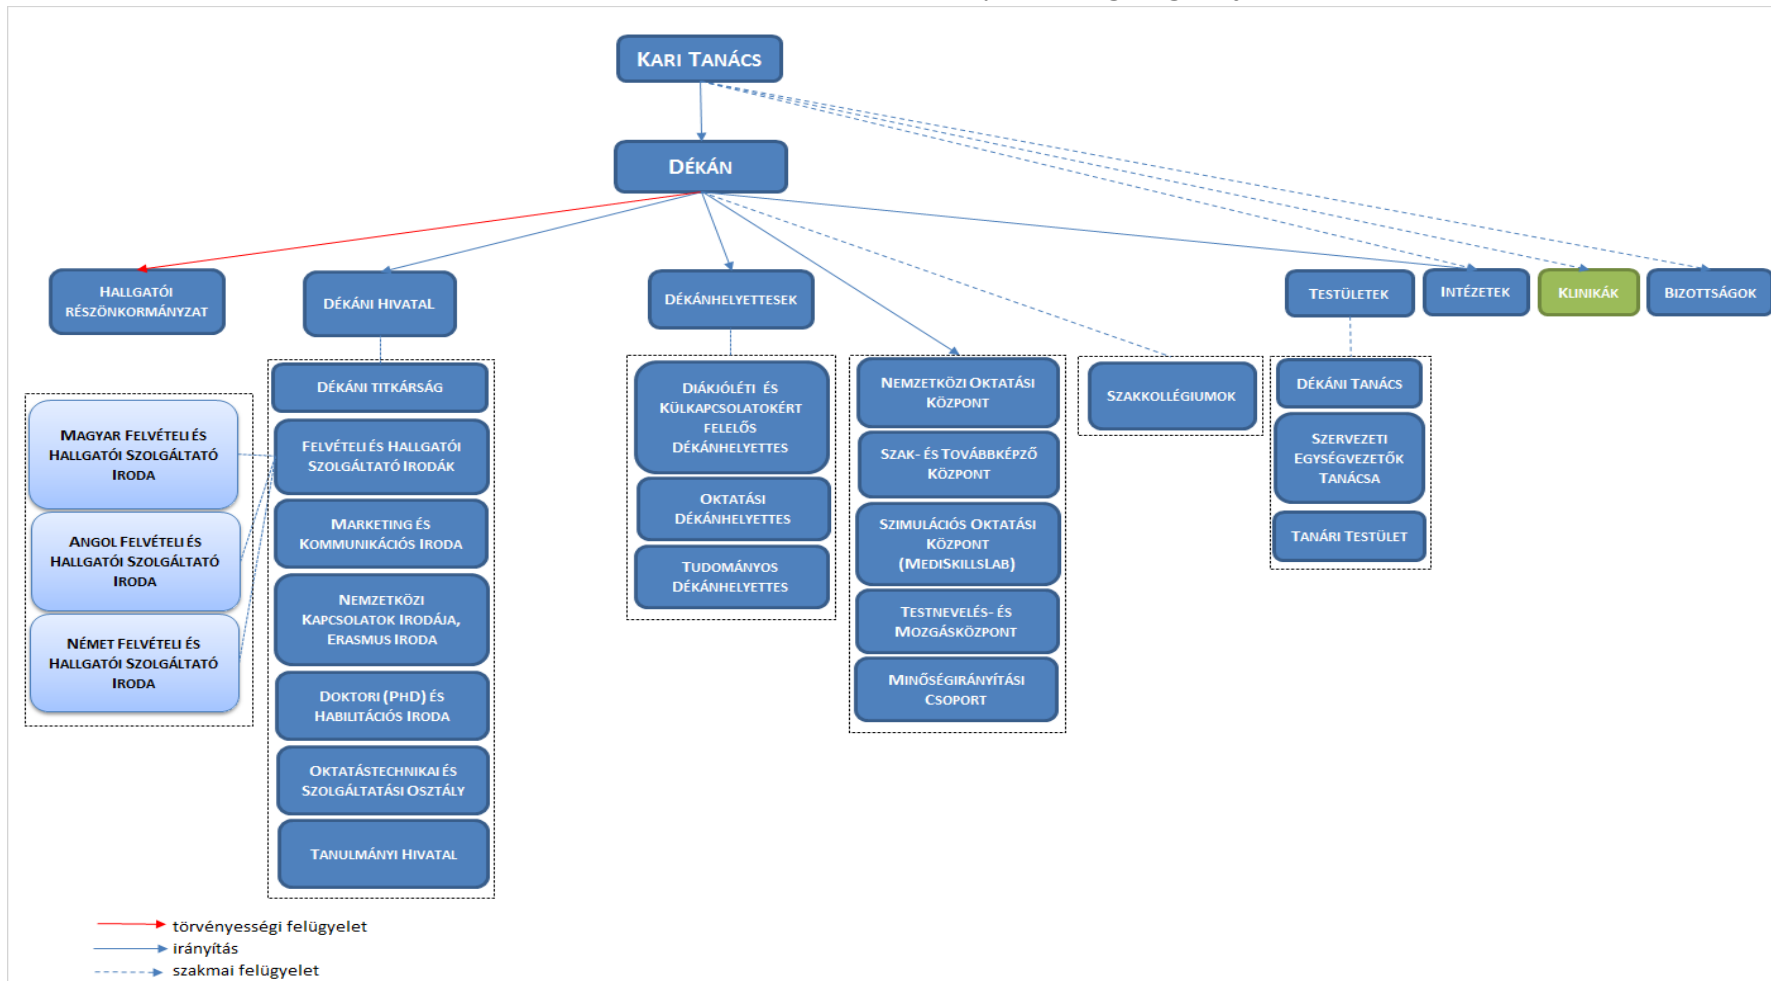 KARI TANÁCS
DÉKÁN
HALLGATÓI
RÉSZÖNKORMÁNYZAT
DÉKÁNI HIVATAL
DÉKÁNHELYETTESEK
TESTÜLETEK
INTÉZETEK
KLINIKÁK
BIZOTTSÁGOK
MAGYAR FELVÉTELI ÉS
HALLGATÓI SZOLGÁLTATÓ
IRODA
ANGOL FELVÉTELI ÉS
HALLGATÓI SZOLGÁLTATÓ
IRODA
NÉMET FELVÉTELI ÉS
HALLGATÓI SZOLGÁLTATÓ
IRODA
DÉKÁNI TITKÁRSÁG
FELVÉTELI ÉS HALLGATÓI
SZOLGÁLTATÓ IRODÁK
MARKETING ÉS
KOMMUNIKÁCIÓS IRODA
NEMZETKÖZI
KAPCSOLATOK IRODÁJA,
ERASMUS IRODA
DOKTORI (PHD) ÉS
HABILITÁCIÓS IRODA
OKTATÁSTECHNIKAI ÉS
SZOLGÁLTATÁSI OSZTÁLY
TANULMÁNYI HIVATAL
DIÁKJÓLÉTI ÉS
KÜLKAPCSOLATOKÉRT
FELELŐS
DÉKÁNHELYETTES
OKTATÁSI
DÉKÁNHELYETTES
TUDOMÁNYOS
DÉKÁNHELYETTES
NEMZETKÖZI OKTATÁSI
KÖZPONT
SZAK- ÉS TOVÁBBKÉPZŐ
KÖZPONT
SZIMULÁCIÓS OKTATÁSI
KÖZPONT
(MEDISKILLSLAB)
TESTNEVELÉS- ÉS
MOZGÁSKÖZPONT
MINŐSÉGIRÁNYÍTÁSI
CSOPORT
SZAKKOLLÉGIUMOK
DÉKÁNI TANÁCS
SZERVEZETI
EGYSÉGVEZETŐK
TANÁCSA
TANÁRI TESTÜLET
törvényességi felügyelet
irányítás
szakmai felügyelet